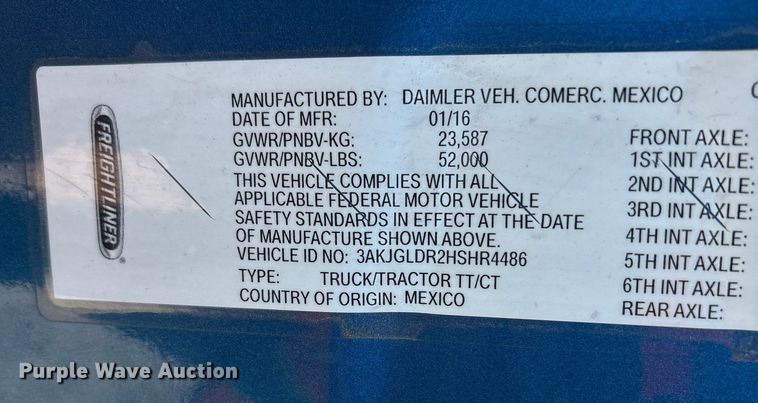 FREIGHTLINER
MANUFACTURED BY: DAIMLER VEH. COMERC. MEXICO
DATE OF MFR: 01/16
GVWR/PNBV-KG: 23,587
GVWR/PNBV-LBS: 52,000
THIS VEHICLE COMPLIES WITH ALL
APPLICABLE FEDERAL MOTOR VEHICLE
SAFETY STANDARDS IN EFFECT AT THE DATE
OF MANUFACTURE SHOWN ABOVE.
VEHICLE ID NO: 3AKJGLDR2HSHR4486
TYPE: TRUCK/TRACTOR TT/CT
COUNTRY OF ORIGIN: MEXICO
FRONT AXLE:
1ST INT AXLE:
2ND INT AXLE:
3RD INT AXLE:
4TH INT AXLE:
5TH INT AXLE:
6TH INT AXLE:
REAR AXLE:
Purple Wave Auction